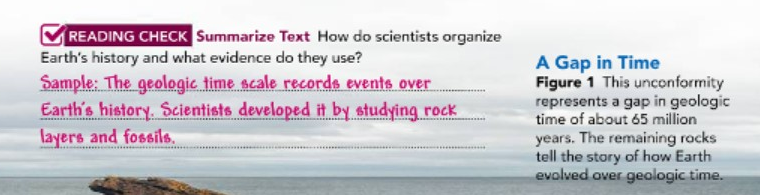 READING CHECK Summarize Text How do scientists organize
Earth's history and what evidence do they use?
Sample: The geologic time scale records events over
Earth's history. Scientists developed it by studying rock
layers and fossils.
A Gap in Time
Figure 1 This unconformity
represents a gap in geologic
time of about 65 million
years. The remaining rocks
tell the story of how Earth
evolved over geologic time.